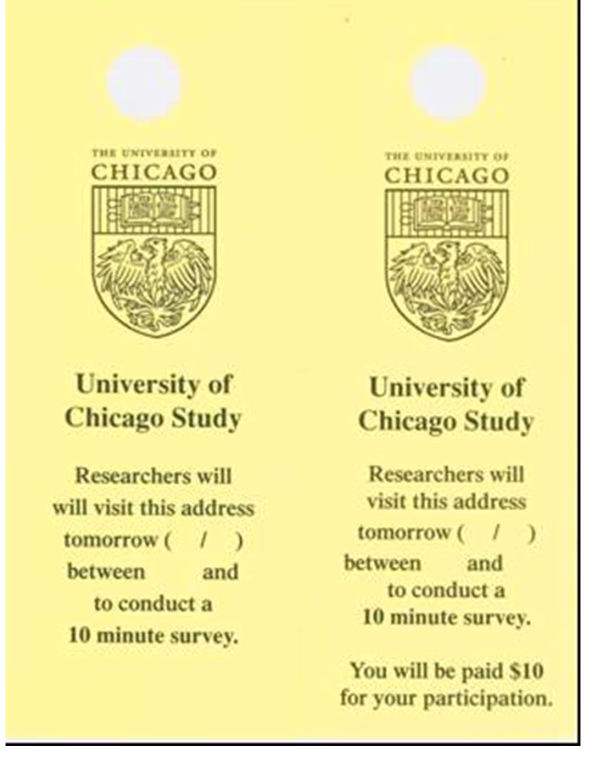 THE UNIVERSITY OF
CHICAGO
University of
Chicago Study
Researchers will
will visit this address
tomorrow ( / )
between and
to conduct a
10 minute survey.
THE UNIVERSITY OF
CHICAGO
University of
Chicago Study
Researchers will
visit this address
tomorrow ( / )
between and
to conduct a
10 minute survey.
You will be paid $10
for your participation.